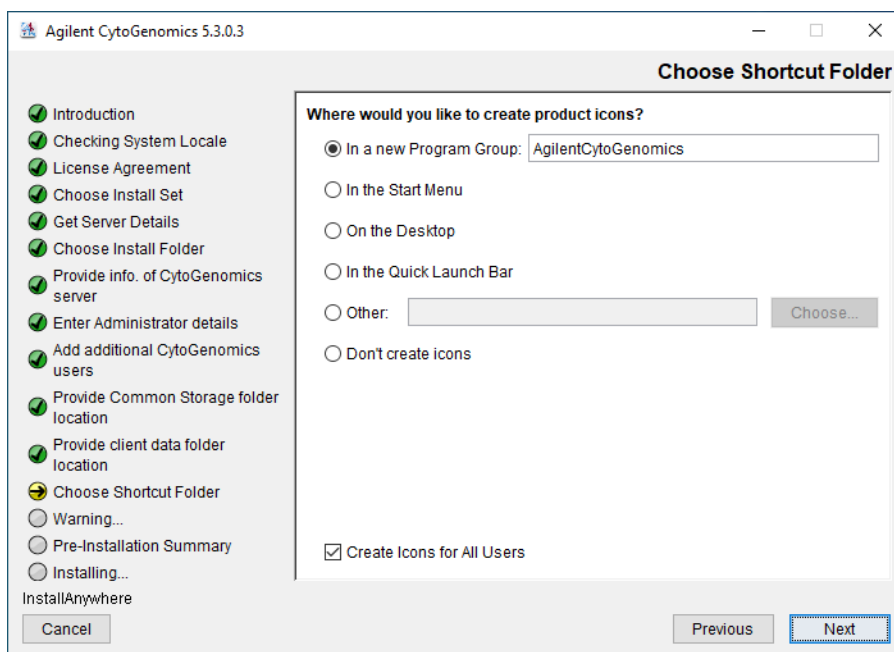 Agilent CytoGenomics 5.3.0.3
Choose Shortcut Folder
Introduction
Checking System Locale
License Agreement
Choose Install Set
Get Server Details
Choose Install Folder
Provide info. of CytoGenomics
server
Enter Administrator details
Add additional CytoGenomics
users
Provide Common Storage folder
location
Provide client data folder
location
Choose Shortcut Folder
Warning...
Pre-Installation Summary
Installing...
Where would you like to create product icons?
In a new Program Group: AgilentCytoGenomics
In the Start Menu
On the Desktop
In the Quick Launch Bar
Other: Choose...
Don't create icons
Create Icons for All Users
InstallAnywhere
Cancel Previous Next